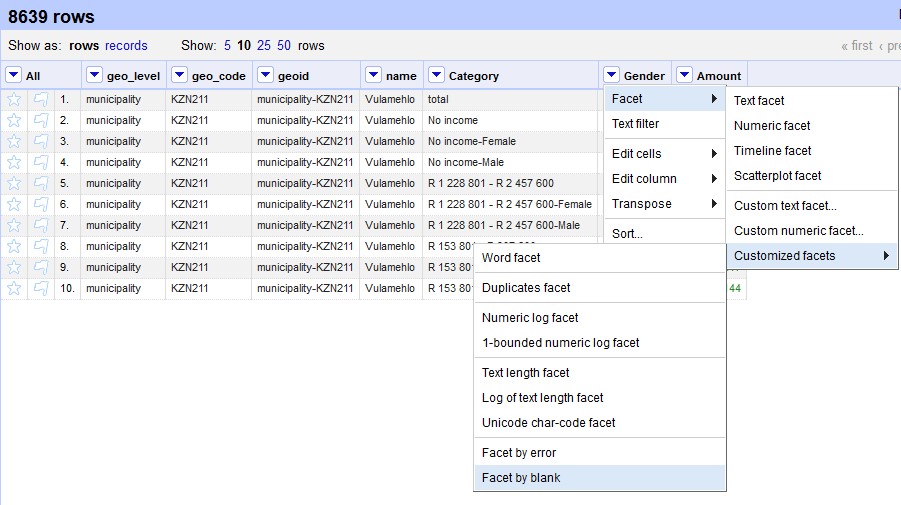 8639 rows
Show as: rows records Show: 5 10 25 50 rows « first ‹ pre
All geo_level geo_code geoid name Category Gender Amount
1. municipality KZN211 municipality-KZN211 Vulamehlo total
2. municipality KZN211 municipality-KZN211 Vulamehlo No income
3. municipality KZN211 municipality-KZN211 Vulamehlo No income-Female
4. municipality KZN211 municipality-KZN211 Vulamehlo No income-Male
5. municipality KZN211 municipality-KZN211 Vulamehlo R 1 228 801 - R 2 457 600
6. municipality KZN211 municipality-KZN211 Vulamehlo R 1 228 801 - R 2 457 600-Female
7. municipality KZN211 municipality-KZN211 Vulamehlo R 1 228 801 - R 2 457 600-Male
8. municipality KZN211 municipality-KZN211 Vulamehlo R 153 801
9. municipality KZN211 municipality-KZN211 Vulamehlo R 153 80
10. municipality KZN211 municipality-KZN211 Vulamehlo R 153 80 44
Facet
Text filter
Edit cells
Edit column
Transpose
Sort...
Text facet
Numeric facet
Timeline facet
Scatterplot facet
Custom text facet...
Custom numeric facet...
Customized facets
Word facet
Duplicates facet
Numeric log facet
1-bounded numeric log facet
Text length facet
Log of text length facet
Unicode char-code facet
Facet by error
Facet by blank